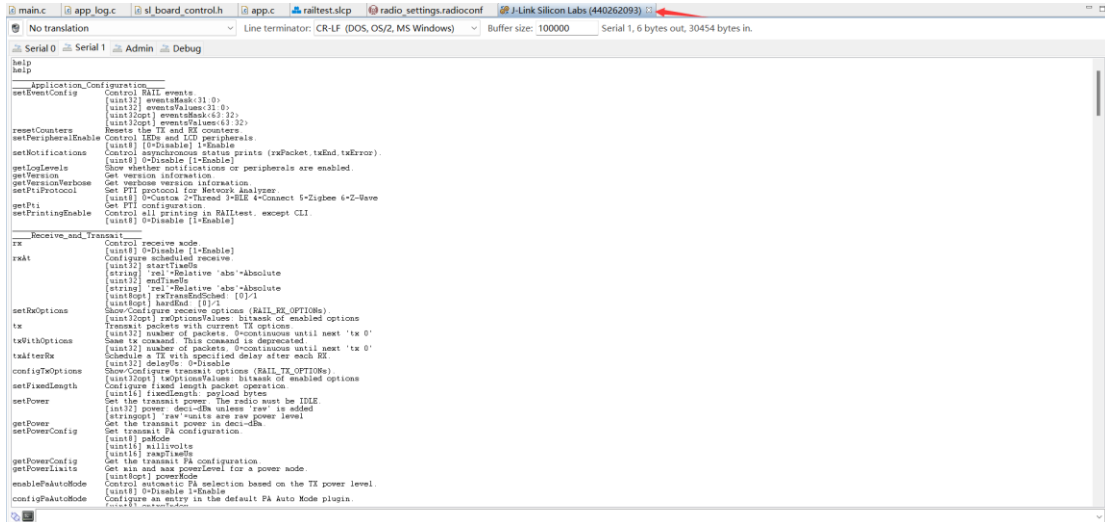 main.c app_log.c sl_board_control.h app.c railtest.slcp radio_settings.radioconf J-Link Silicon Labs (440262093)
No translation Line terminator: CR-LF (DOS, OS/2, MS Windows) Buffer size: 100000 Serial 1, 6 bytes out, 30454 bytes in.
Serial 0 Serial 1 Admin Debug
help
help
____Application_Configuration____
setEventConfig Control RAIL events.
[uint32] eventsMask<31:0>
[uint32] eventsValues<31:0>
[uint32opt] eventsMask<63:32>
[uint32opt] eventsValues<63:32>
resetCounters Resets the TX and RX counters.
setPeripheralEnable Control LEDs and LCD peripherals.
[uint8] [0=Disable] 1=Enable
setNotifications Control asynchronous status prints (rxPacket,txEnd,txError).
[uint8] 0=Disable [1=Enable]
getLogLevels Show whether notifications or peripherals are enabled.
getVersion Get version information.
getVersionVerbose Get verbose version information.
setPtiProtocol Set PTI protocol for Network Analyzer.
[uint8] 0=Custom 2=Thread 3=BLE 4=Connect 5=Zigbee 6=Z-Wave
getPti Get PTI configuration.
setPrintingEnable Control all printing in RAILtest, except CLI.
[uint8] 0=Disable [1=Enable]
____Receive_and_Transmit____
rx Control receive mode.
[uint8] 0=Disable [1=Enable]
rxAt Configure scheduled receive.
[uint32] startTimeUs
[string] 'rel'=Relative 'abs'=Absolute
[uint32] endTimeUs
[string] 'rel'=Relative 'abs'=Absolute
[uint8opt] rxTransEndSched: [0]/1
[uint8opt] hardEnd: [0]/1
setRxOptions Show/Configure receive options (RAIL_RX_OPTIONs).
[uint32opt] rxOptionsValues: bitmask of enabled options
tx Transmit packets with current TX options.
[uint32] number of packets, 0=continuous until next 'tx 0'
txWithOptions Same tx command. This command is deprecated.
[uint32] number of packets, 0=continuous until next 'tx 0'
txAfterRx Schedule a TX with specified delay after each RX.
[uint32] delayUs: 0=Disable
configTxOptions Show/Configure transmit options (RAIL_TX_OPTIONs).
[uint32opt] txOptionsValues: bitmask of enabled options
setFixedLength Configure fixed length packet operation.
[uint16] fixedLength: payload bytes
setPower Set the transmit power. The radio must be IDLE.
[int32] power: deci-dBm unless 'raw' is added
[stringopt] 'raw'=units are raw power level
getPower Get the transmit power in deci-dBm.
setPowerConfig Set transmit PA configuration.
[uint8] paMode
[uint16] millivolts
[uint16] rampTimeUs
getPowerConfig Get the transmit PA configuration.
getPowerLimits Get min and max powerLevel for a power mode.
[uint8opt] powerMode
enablePaAutoMode Control automatic PA selection based on the TX power level.
[uint8] 0=Disable 1=Enable
configPaAutoMode Configure an entry in the default PA Auto Mode plugin.